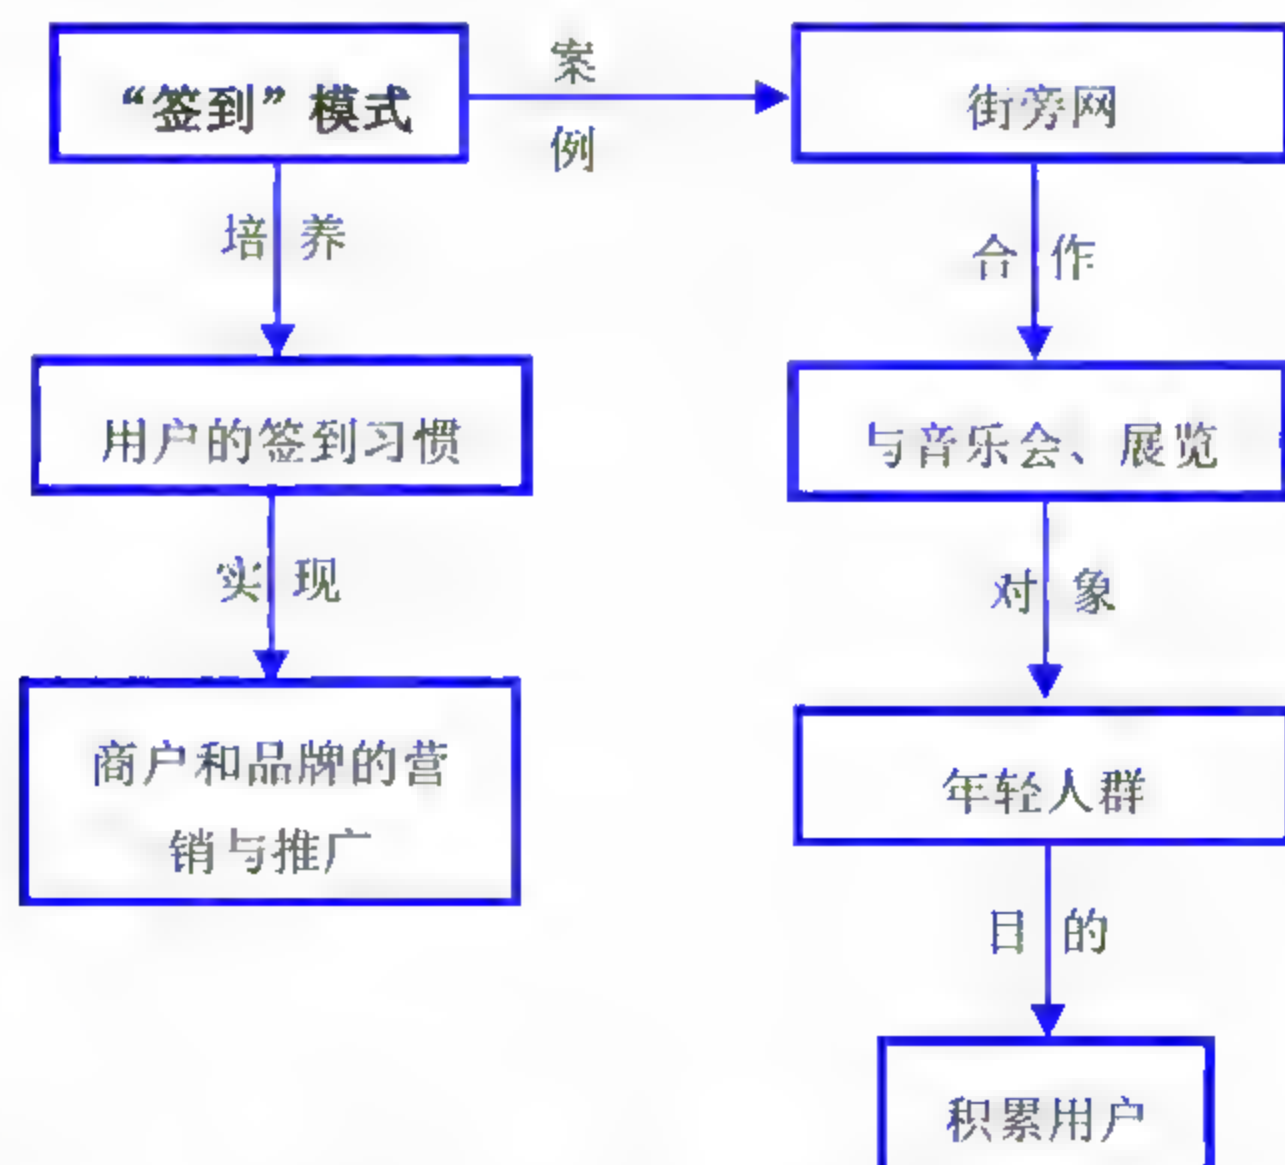 “签到”模式
案
例
街旁网
培养
合作
用户的签到习惯
与音乐会、展览
实现
对象
商户和品牌的营
销与推广
年轻人群
目的
积累用户